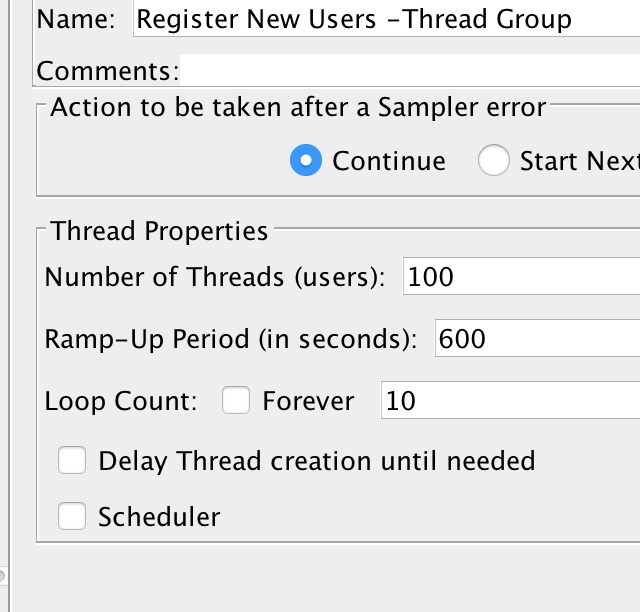 Name: Register New Users -Thread Group
Comments:
Action to be taken after a Sampler error
Continue Start Next
Thread Properties
Number of Threads (users): 100
Ramp-Up Period (in seconds): 600
Loop Count: Forever 10
Delay Thread creation until needed
Scheduler